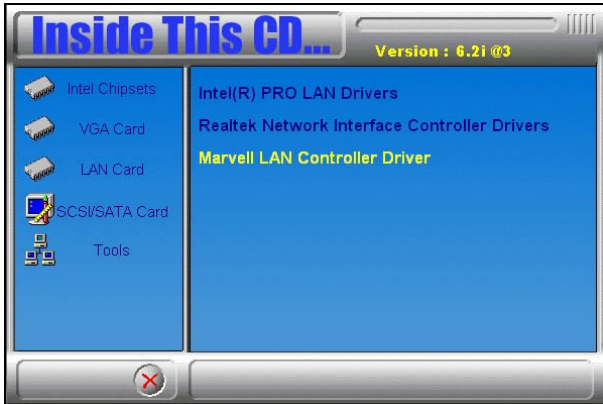 Inside This CD...
Version : 6.2i @3
Intel Chipsets
VGA Card
LAN Card
SCSI/SATA Card
Tools
Intel(R) PRO LAN Drivers
Realtek Network Interface Controller Drivers
Marvell LAN Controller Driver